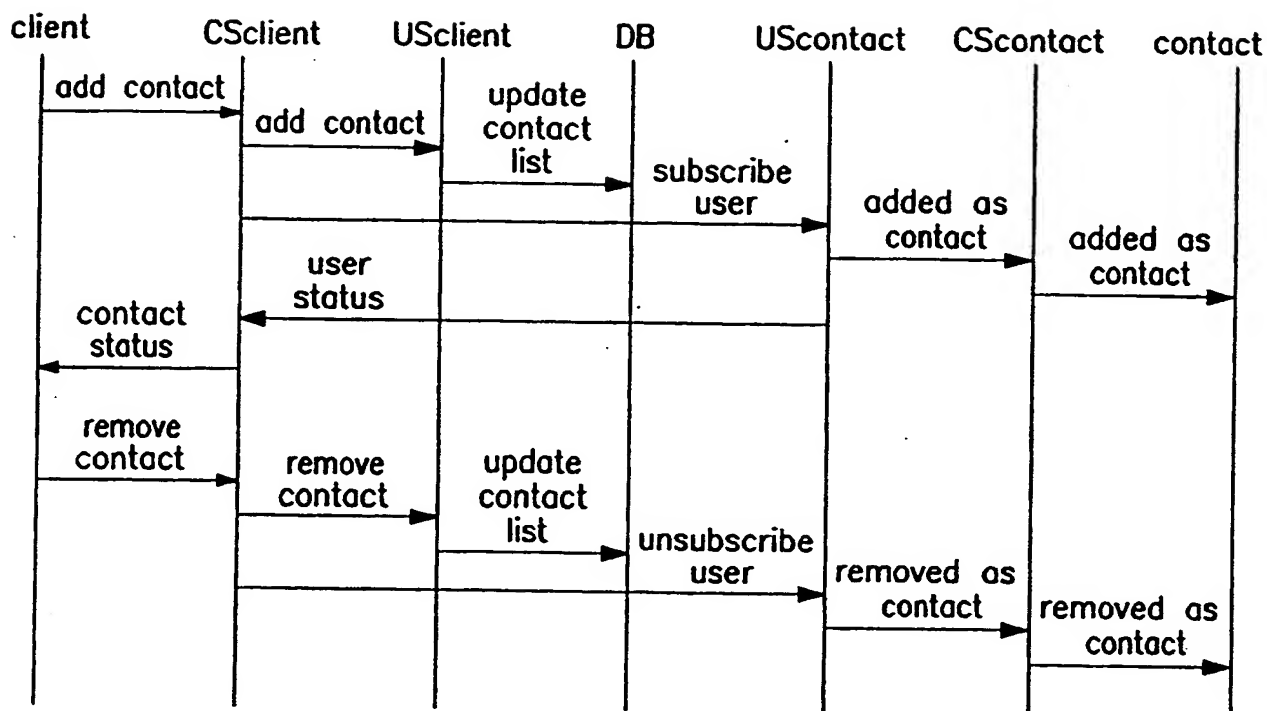 client
CSclient
USclient
DB
UScontact
CScontact
contact
add contact
add contact
update
contact
list
subscribe
user
added as
contact
added as
contact
user
status
contact
status
remove
contact
remove
contact
update
contact
list
unsubscribe
user
removed as
contact
removed as
contact